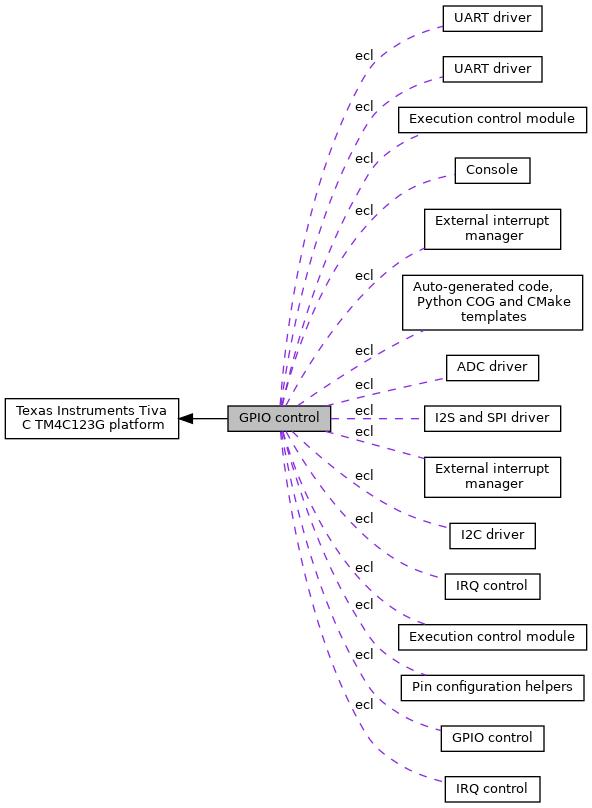 UART driver
ecl
UART driver
ecl
Execution control module
ecl
Console
ecl
External interrupt
manager
ecl
Auto-generated code,
Python COG and CMake
templates
ecl
ADC driver
ecl
Texas Instruments Tiva
C TM4C123G platform
GPIO control
ecl
I2S and SPI driver
ecl
External interrupt
manager
ecl
I2C driver
ecl
IRQ control
ecl
Execution control module
ecl
Pin configuration helpers
ecl
GPIO control
ecl
IRQ control